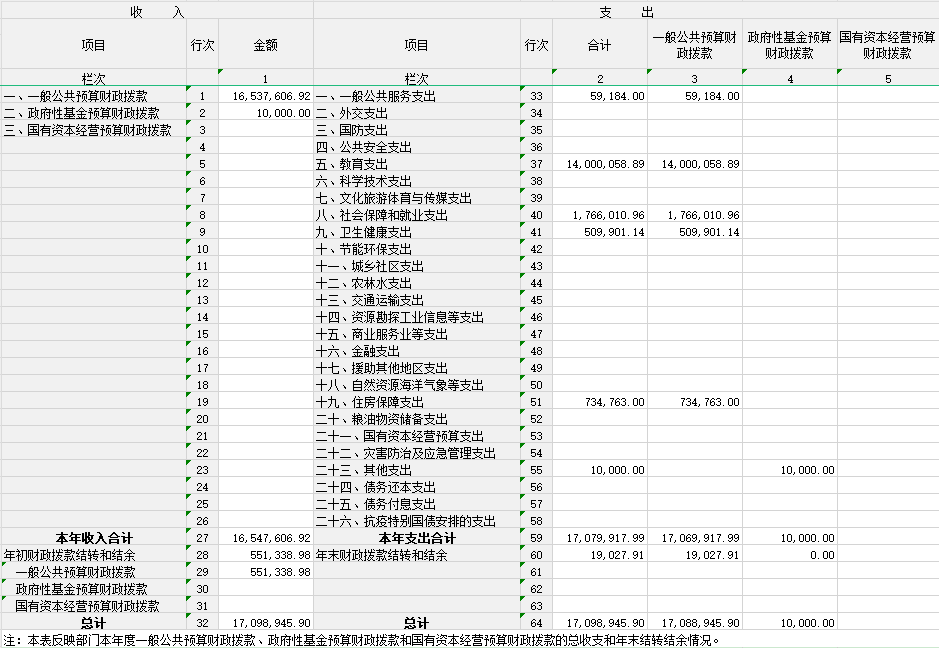 收 入 支 出
项目 行次 金额 项目 行次 合计 一般公共预算财政拨款 政府性基金预算财政拨款 国有资本经营预算财政拨款
栏次 1 栏次 2 3 4 5
一、一般公共预算财政拨款 1 16,537,606.92 一、一般公共服务支出 33 59,184.00 59,184.00
二、政府性基金预算财政拨款 2 10,000.00 二、外交支出 34
三、国有资本经营预算财政拨款 3 三、国防支出 35
4 四、公共安全支出 36
5 五、教育支出 37 14,000,058.89 14,000,058.89
6 六、科学技术支出 38
7 七、文化旅游体育与传媒支出 39
8 八、社会保障和就业支出 40 1,766,010.96 1,766,010.96
9 九、卫生健康支出 41 509,901.14 509,901.14
10 十、节能环保支出 42
11 十一、城乡社区支出 43
12 十二、农林水支出 44
13 十三、交通运输支出 45
14 十四、资源勘探工业信息等支出 46
15 十五、商业服务业等支出 47
16 十六、金融支出 48
17 十七、援助其他地区支出 49
18 十八、自然资源海洋气象等支出 50
19 十九、住房保障支出 51 734,763.00 734,763.00
20 二十、粮油物资储备支出 52
21 二十一、国有资本经营预算支出 53
22 二十二、灾害防治及应急管理支出 54
23 二十三、其他支出 55 10,000.00 10,000.00
24 二十四、债务还本支出 56
25 二十五、债务付息支出 57
26 二十六、抗疫特别国债安排的支出 58
本年收入合计 27 16,547,606.92 本年支出合计 59 17,079,917.99 17,069,917.99 10,000.00
年初财政拨款结转和结余 28 551,338.98 年末财政拨款结转和结余 60 19,027.91 19,027.91 0.00
一般公共预算财政拨款 29 551,338.98 61
政府性基金预算财政拨款 30 62
国有资本经营预算财政拨款 31 63
总计 32 17,098,945.90 总计 64 17,098,945.90 17,088,945.90 10,000.00
注：本表反映部门本年度一般公共预算财政拨款、政府性基金预算财政拨款和国有资本经营预算财政拨款的总收支和年末结转结余情况。